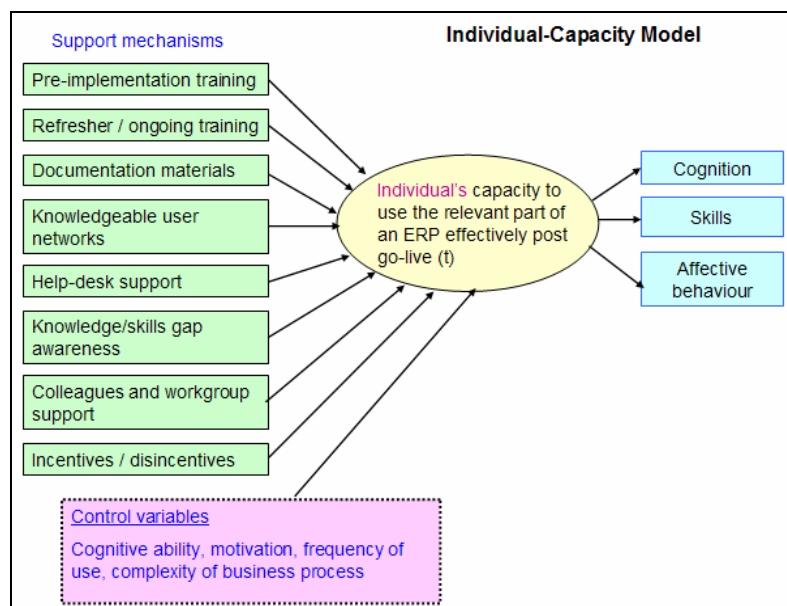 Individual-Capacity Model
Support mechanisms
Pre-implementation training
Refresher / ongoing training
Documentation materials
Knowledgeable user
networks
Help-desk support
Knowledge/skills gap
awareness
Colleagues and workgroup
support
Incentives / disincentives
Individual's capacity to
use the relevant part of
an ERP effectively post
go-live (t)
Cognition
Skills
Affective
behaviour
Control variables
Cognitive ability, motivation, frequency of
use, complexity of business process